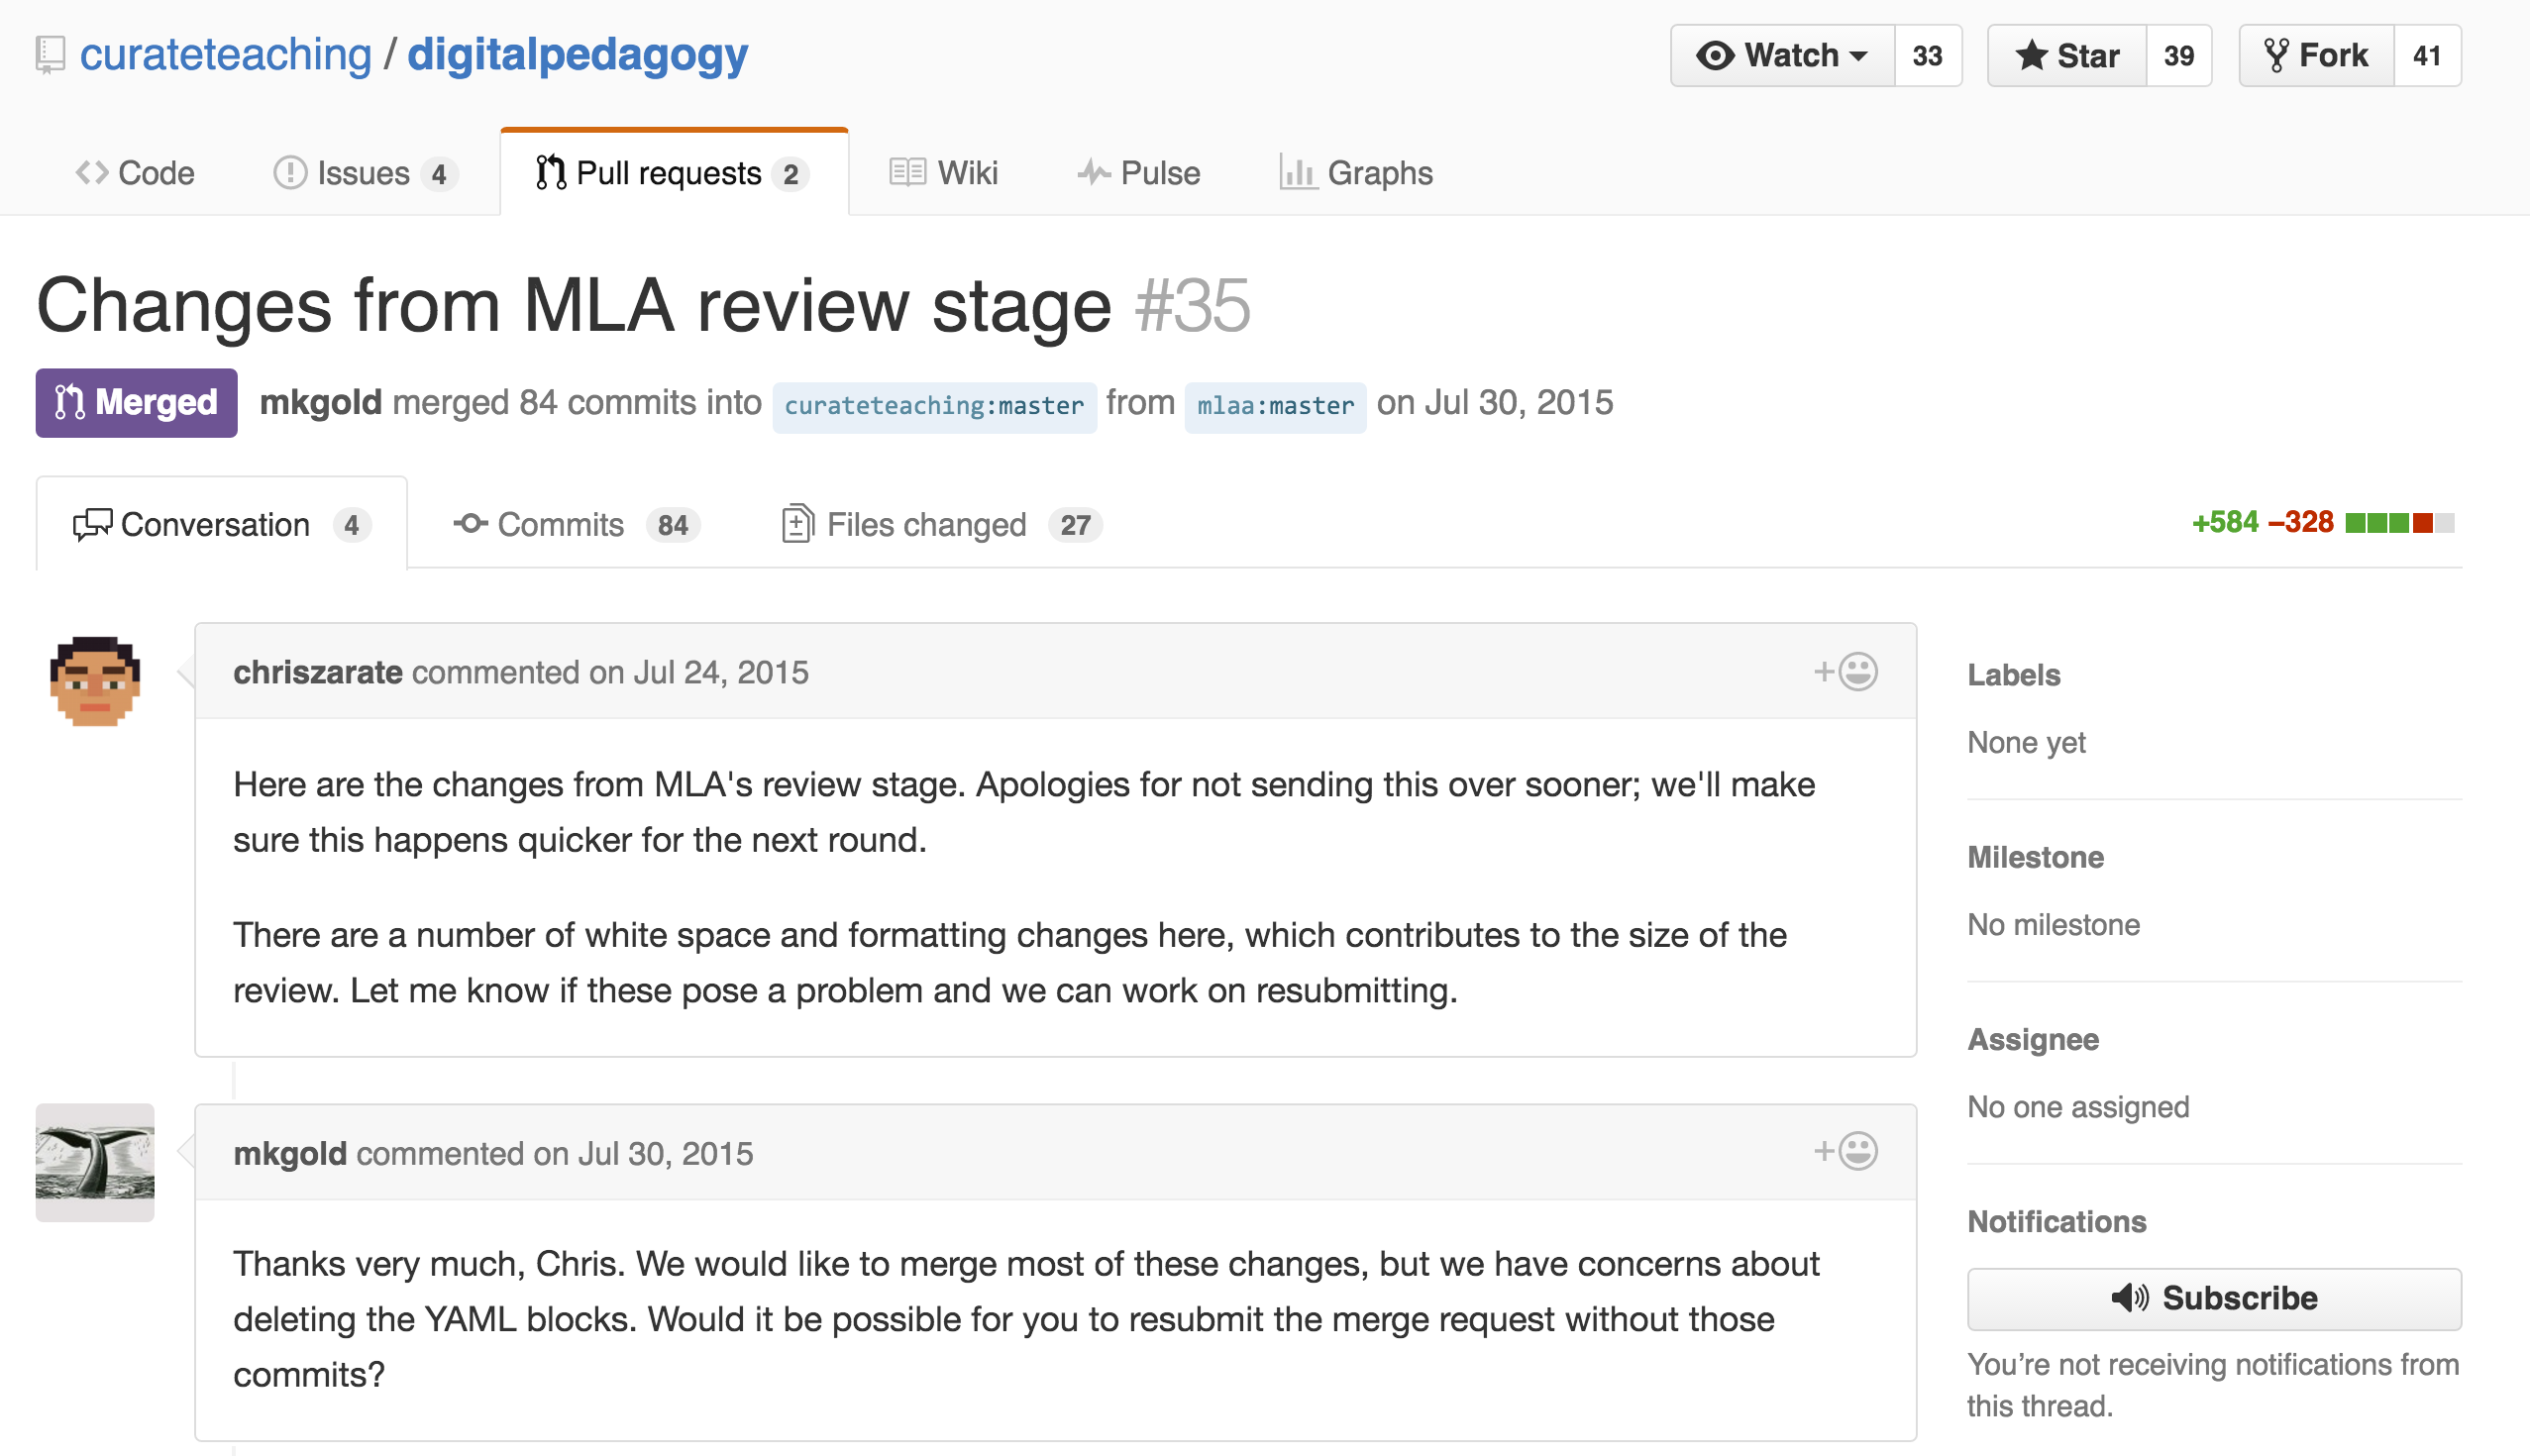 curateteaching / digitalpedagogy
Watch 33
Star 39
Fork 41
Code
Issues 4
Pull requests 2
Wiki
Pulse
Graphs
Changes from MLA review stage #35
Merged mkgold merged 84 commits into curateteaching:master from mlaa:master on Jul 30, 2015
Conversation 4
Commits 84
Files changed 27
+584 −328
chriszarate commented on Jul 24, 2015
+
Here are the changes from MLA's review stage. Apologies for not sending this over sooner; we'll make
sure this happens quicker for the next round.
There are a number of white space and formatting changes here, which contributes to the size of the
review. Let me know if these pose a problem and we can work on resubmitting.
mkgold commented on Jul 30, 2015
+
Thanks very much, Chris. We would like to merge most of these changes, but we have concerns about
deleting the YAML blocks. Would it be possible for you to resubmit the merge request without those
commits?
Labels
None yet
Milestone
No milestone
Assignee
No one assigned
Notifications
Subscribe
You’re not receiving notifications from
this thread.